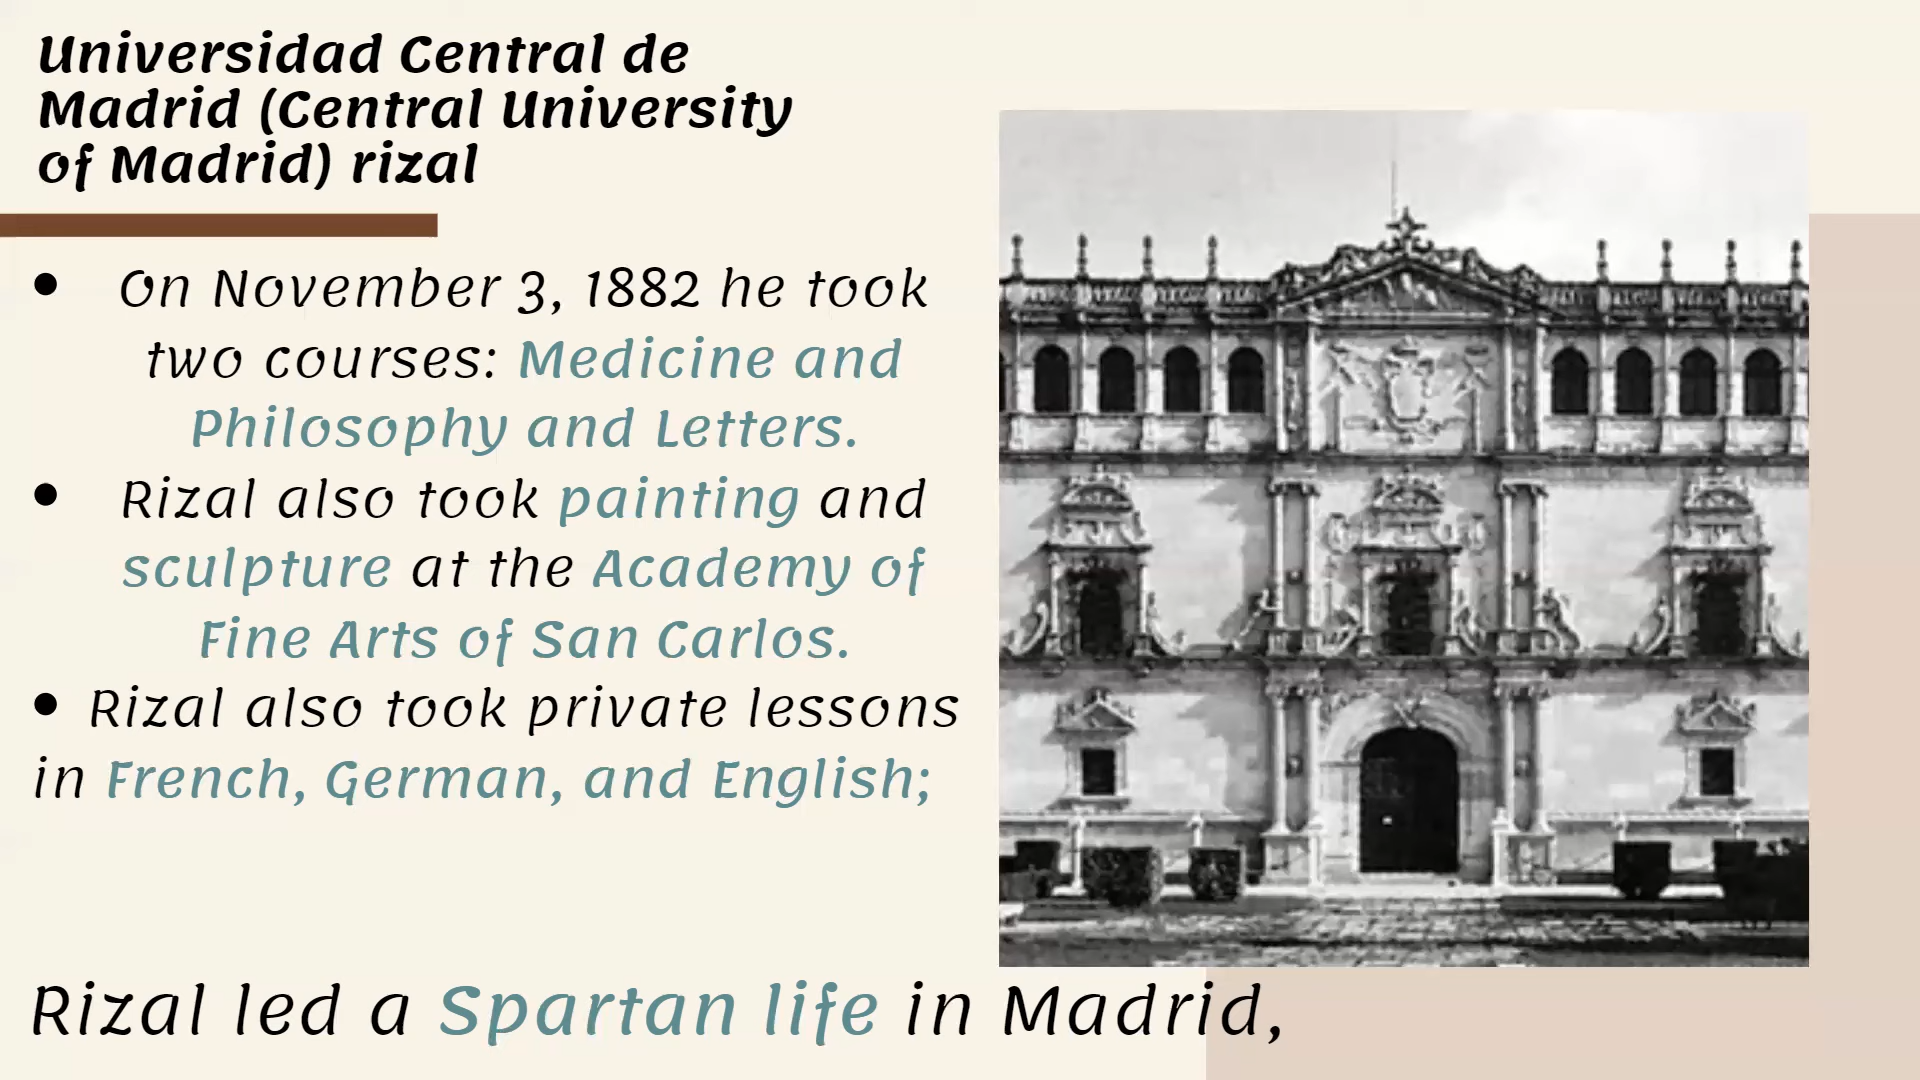 Universidad Central de
Madrid (Central University
of Madrid) rizal
• On November 3, 1882 he took
two courses: Medicine and
Philosophy and Letters.
• Rizal also took painting and
sculpture at the Academy of
Fine Arts of San Carlos.
• Rizal also took private lessons
in French, German, and English;
Rizal led a Spartan life in Madrid,